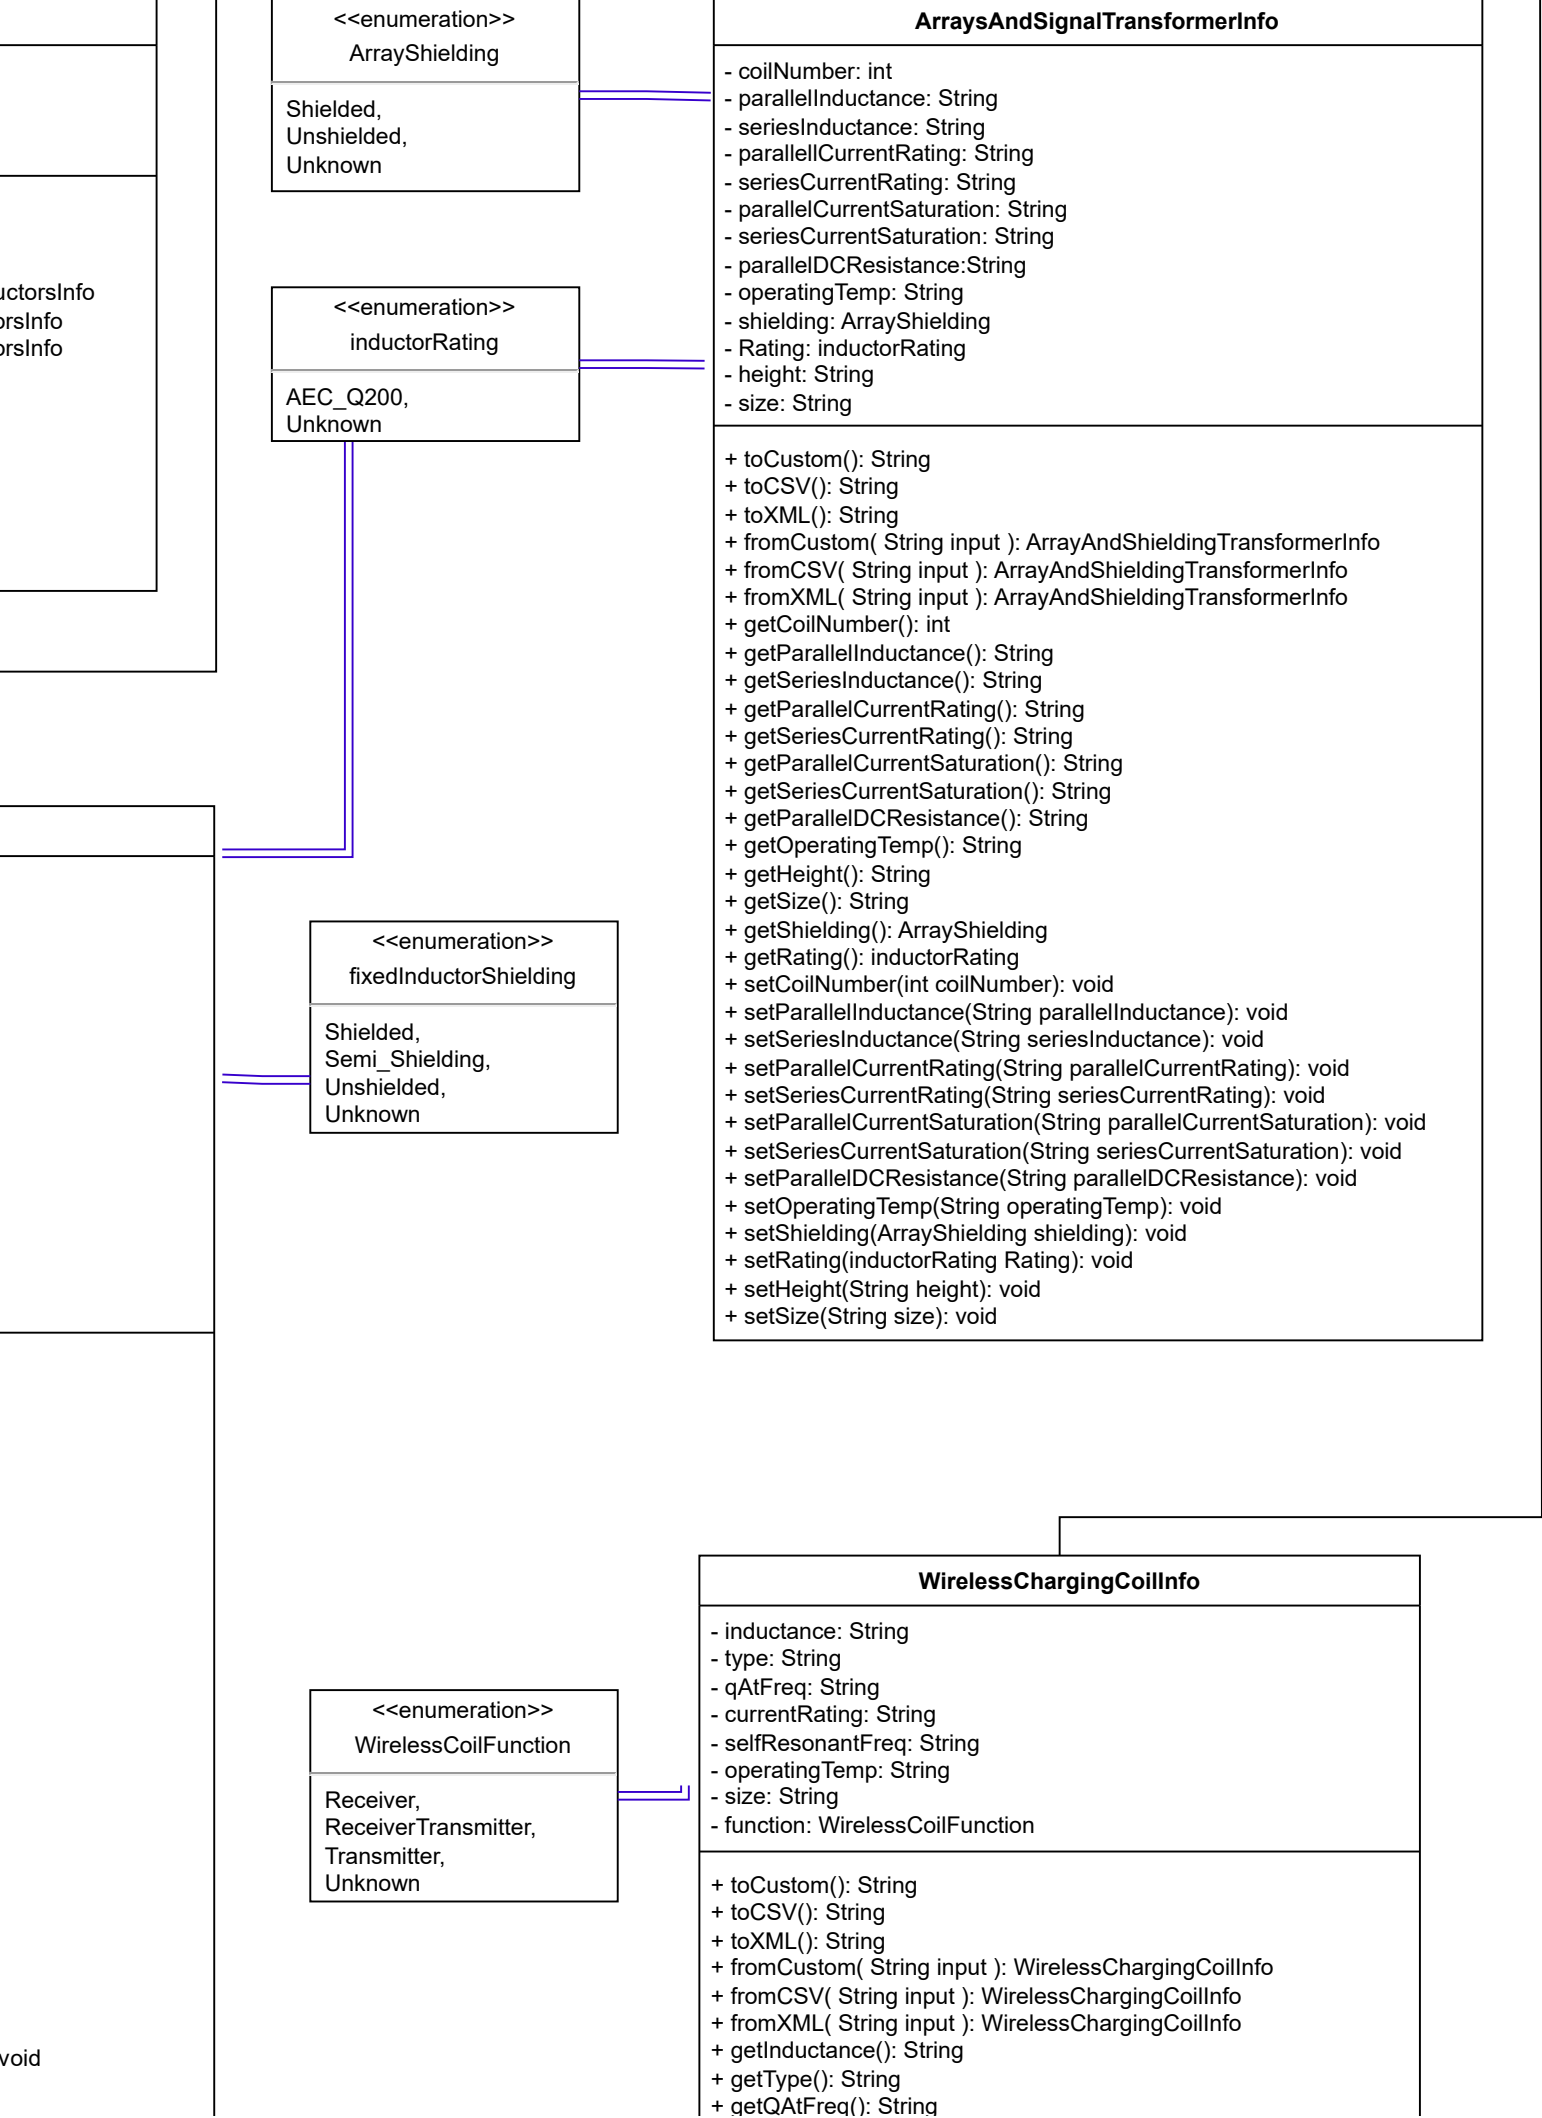 <<enumeration>>
ArrayShielding
Shielded,
Unshielded,
Unknown
ArraysAndSignalTransformerInfo
- coilNumber: int
- parallelInductance: String
- seriesInductance: String
- parallellCurrentRating: String
- seriesCurrentRating: String
- parallelCurrentSaturation: String
- seriesCurrentSaturation: String
- parallelDCResistance:String
- operatingTemp: String
- shielding: ArrayShielding
- Rating: inductorRating
- height: String
- size: String
+ toCustom(): String
+ toCSV(): String
+ toXML(): String
+ fromCustom( String input ): ArrayAndShieldingTransformerInfo
+ fromCSV( String input ): ArrayAndShieldingTransformerInfo
+ fromXML( String input ): ArrayAndShieldingTransformerInfo
+ getCoilNumber(): int
+ getParallelInductance(): String
+ getSeriesInductance(): String
+ getParallelCurrentRating(): String
+ getSeriesCurrentRating(): String
+ getParallelCurrentSaturation(): String
+ getSeriesCurrentSaturation(): String
+ getParallelDCResistance(): String
+ getOperatingTemp(): String
+ getHeight(): String
+ getSize(): String
+ getShielding(): ArrayShielding
+ getRating(): inductorRating
+ setCoilNumber(int coilNumber): void
+ setParallelInductance(String parallelInductance): void
+ setSeriesInductance(String seriesInductance): void
+ setParallelCurrentRating(String parallelCurrentRating): void
+ setSeriesCurrentRating(String seriesCurrentRating): void
+ setParallelCurrentSaturation(String parallelCurrentSaturation): void
+ setSeriesCurrentSaturation(String seriesCurrentSaturation): void
+ setParallelDCResistance(String parallelDCResistance): void
+ setOperatingTemp(String operatingTemp): void
+ setShielding(ArrayShielding shielding): void
+ setRating(inductorRating Rating): void
+ setHeight(String height): void
+ setSize(String size): void
uctorsInfo
orsInfo
orsInfo
<<enumeration>>
inductorRating
AEC_Q200,
Unknown
<<enumeration>>
fixedInductorShielding
Shielded,
Semi_Shielding,
Unshielded,
Unknown
<<enumeration>>
WirelessCoilFunction
Receiver,
ReceiverTransmitter,
Transmitter,
Unknown
WirelessChargingCoilInfo
- inductance: String
- type: String
- qAtFreq: String
- currentRating: String
- selfResonantFreq: String
- operatingTemp: String
- size: String
- function: WirelessCoilFunction
+ toCustom(): String
+ toCSV(): String
+ toXML(): String
+ fromCustom( String input ): WirelessChargingCoilInfo
+ fromCSV( String input ): WirelessChargingCoilInfo
+ fromXML( String input ): WirelessChargingCoilInfo
+ getInductance(): String
+ getType(): String
+ getQAtFreq(): String
void